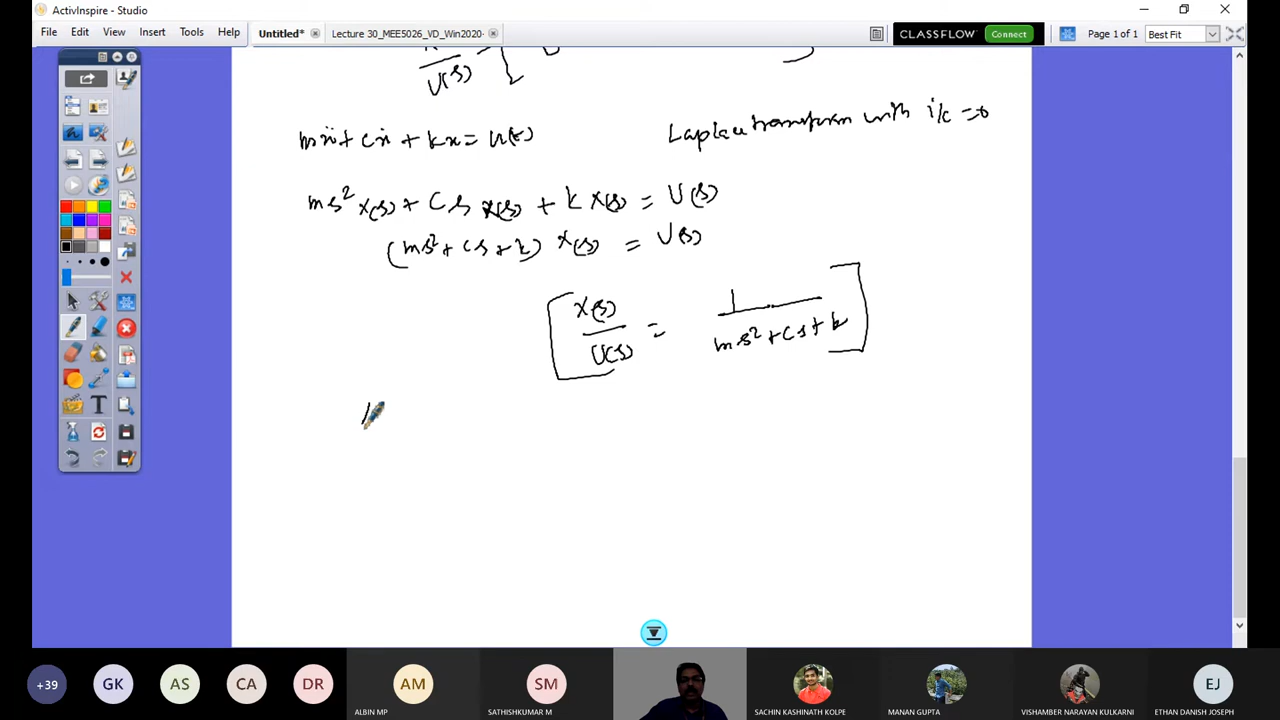 ActivInspire - Studio
File Edit View Insert Tools Help Untitled* Lecture 30_MEE5026_VD_Win2020- CLASSFLOW Connect Page 1 of 1 Best Fit
U(s)
mẍ + cẋ + kx = u(t) Laplace transform with i/c = 0
ms² X(s) + Cs X(s) + k X(s) = U(s)
(ms² + cs + k) X(s) = U(s)
X(s) / U(s) = 1 / ms² + cs + k
+39 GK AS CA DR AM SM EJ
ALBIN MP SATHISHKUMAR M SACHIN KASHINATH KOLPE MANAN GUPTA VISHAMBER NARAYAN KULKARNI ETHAN DANISH JOSEPH